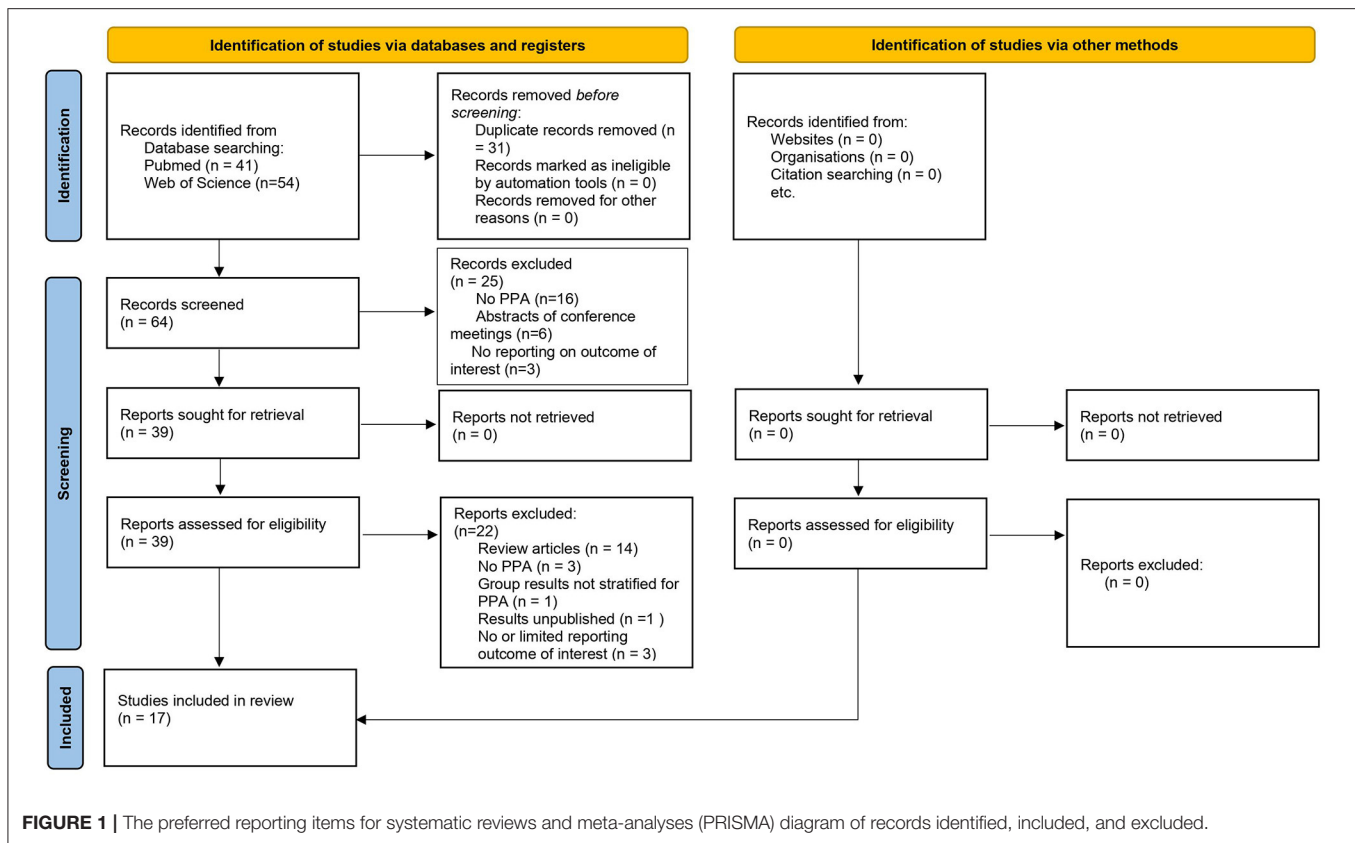 Identification of studies via databases and registers
Identification of studies via other methods
Identification
Records identified from
Database searching:
Pubmed (n = 41)
Web of Science (n=54)
Records removed before
screening:
Duplicate records removed (n
= 31)
Records marked as ineligible
by automation tools (n = 0)
Records removed for other
reasons (n = 0)
Records identified from:
Websites (n = 0)
Organisations (n = 0)
Citation searching (n = 0)
etc.
Screening
Records screened
(n = 64)
Records excluded
(n = 25)
No PPA (n=16)
Abstracts of conference
meetings (n=6)
No reporting on outcome of
interest (n=3)
Reports sought for retrieval
(n = 39)
Reports not retrieved
(n = 0)
Reports sought for retrieval
(n = 0)
Reports not retrieved
(n = 0)
Reports assessed for eligibility
(n = 39)
Reports excluded:
(n=22)
Review articles (n = 14)
No PPA (n = 3)
Group results not stratified for
PPA (n = 1)
Results unpublished (n =1 )
No or limited reporting
outcome of interest (n = 3)
Reports assessed for eligibility
(n = 0)
Reports excluded:
(n = 0)
Included
Studies included in review
(n = 17)
FIGURE 1 | The preferred reporting items for systematic reviews and meta-analyses (PRISMA) diagram of records identified, included, and excluded.